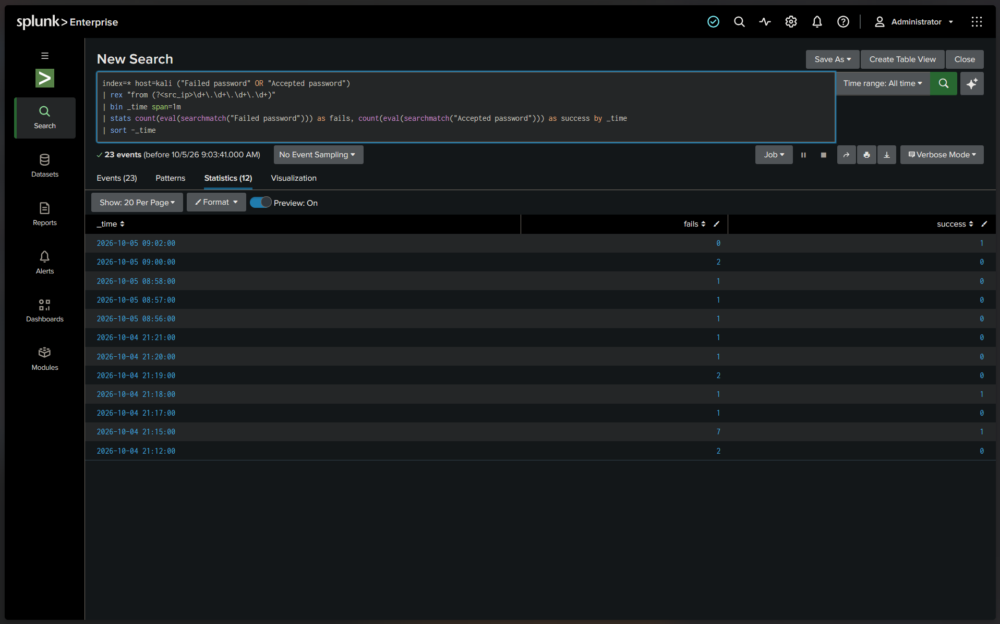 splunk> Enterprise
Administrator
Search
Datasets
Reports
Alerts
Dashboards
Modules
New Search
Save As
Create Table View
Close
index=* host=kali ("Failed password" OR "Accepted password")
| rex "from (?<src_ip>\d+\.\d+\.\d+\.\d+)"
| bin _time span=1m
| stats count(eval(searchmatch("Failed password"))) as fails, count(eval(searchmatch("Accepted password"))) as success by _time
| sort -_time
Time range: All time
23 events (before 10/5/26 9:03:41.000 AM)
No Event Sampling
Job
Verbose Mode
Events (23) Patterns Statistics (12) Visualization
Show: 20 Per Page
Format
Preview: On
_time fails success
2026-10-05 09:02:00 0 1
2026-10-05 09:00:00 2 0
2026-10-05 08:58:00 1 0
2026-10-05 08:57:00 1 0
2026-10-05 08:56:00 1 0
2026-10-04 21:21:00 1 0
2026-10-04 21:20:00 1 0
2026-10-04 21:19:00 2 0
2026-10-04 21:18:00 1 1
2026-10-04 21:17:00 1 0
2026-10-04 21:15:00 7 1
2026-10-04 21:12:00 2 0